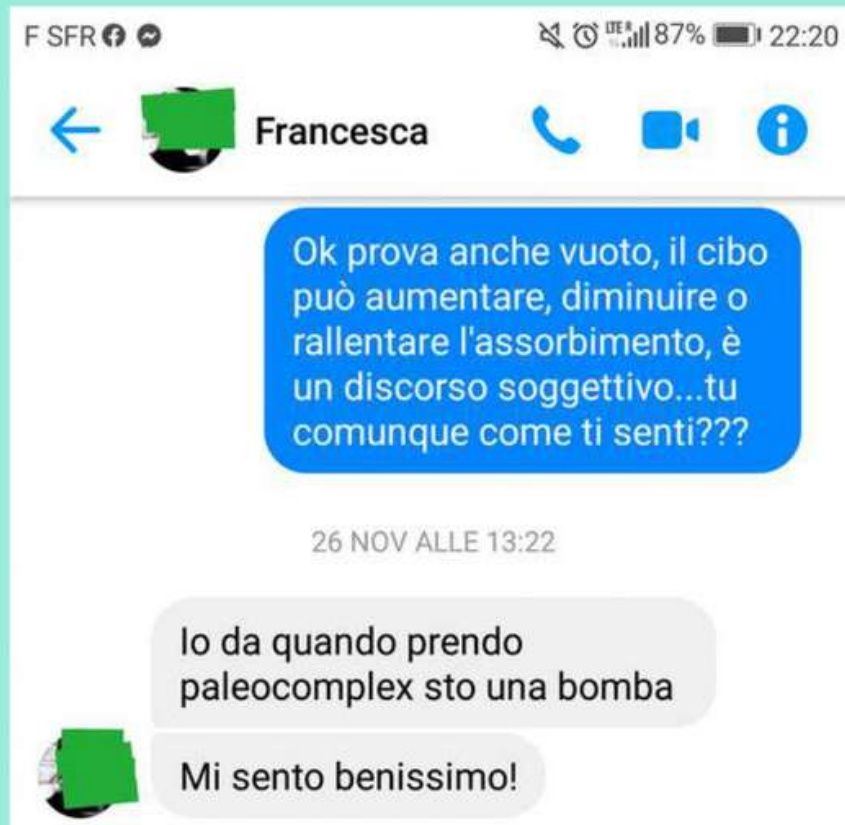 F SFR 87% 22:20
Francesca
Ok prova anche vuoto, il cibo
può aumentare, diminuire o
rallentare l'assorbimento, è
un discorso soggettivo...tu
comunque come ti senti???
26 NOV ALLE 13:22
Io da quando prendo
paleocomplex sto una bomba
Mi sento benissimo!